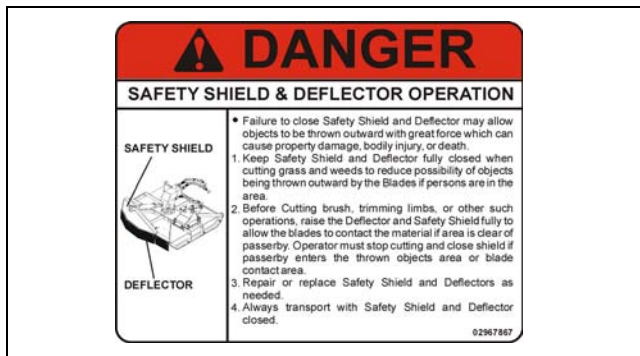 DANGER
SAFETY SHIELD & DEFLECTOR OPERATION
SAFETY SHIELD
DEFLECTOR
• Failure to close Safety Shield and Deflector may allow
objects to be thrown outward with great force which can
cause property damage, bodily injury, or death.
1. Keep Safety Shield and Deflector fully closed when
cutting grass and weeds to reduce possibility of objects
being thrown outward by the Blades if persons are in the
area.
2. Before Cutting brush, trimming limbs, or other such
operations, raise the Deflector and Safety Shield fully to
allow the blades to contact the material if area is clear of
passerby. Operator must stop cutting and close shield if
passerby enters the thrown objects area or blade
contact area.
3. Repair or replace Safety Shield and Deflectors as
needed.
4. Always transport with Safety Shield and Deflector
closed.
02967867